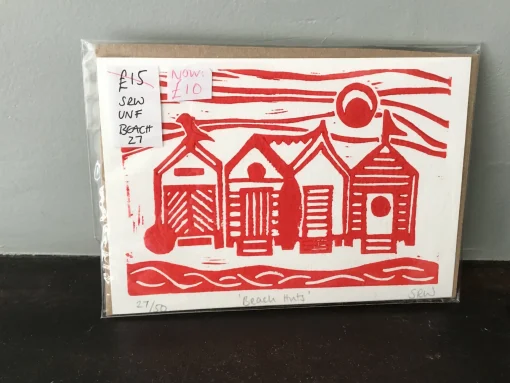 £15
SRW
UNF
BEACH
27
NOW:
£10
27/50
'Beach Huts'
SRW